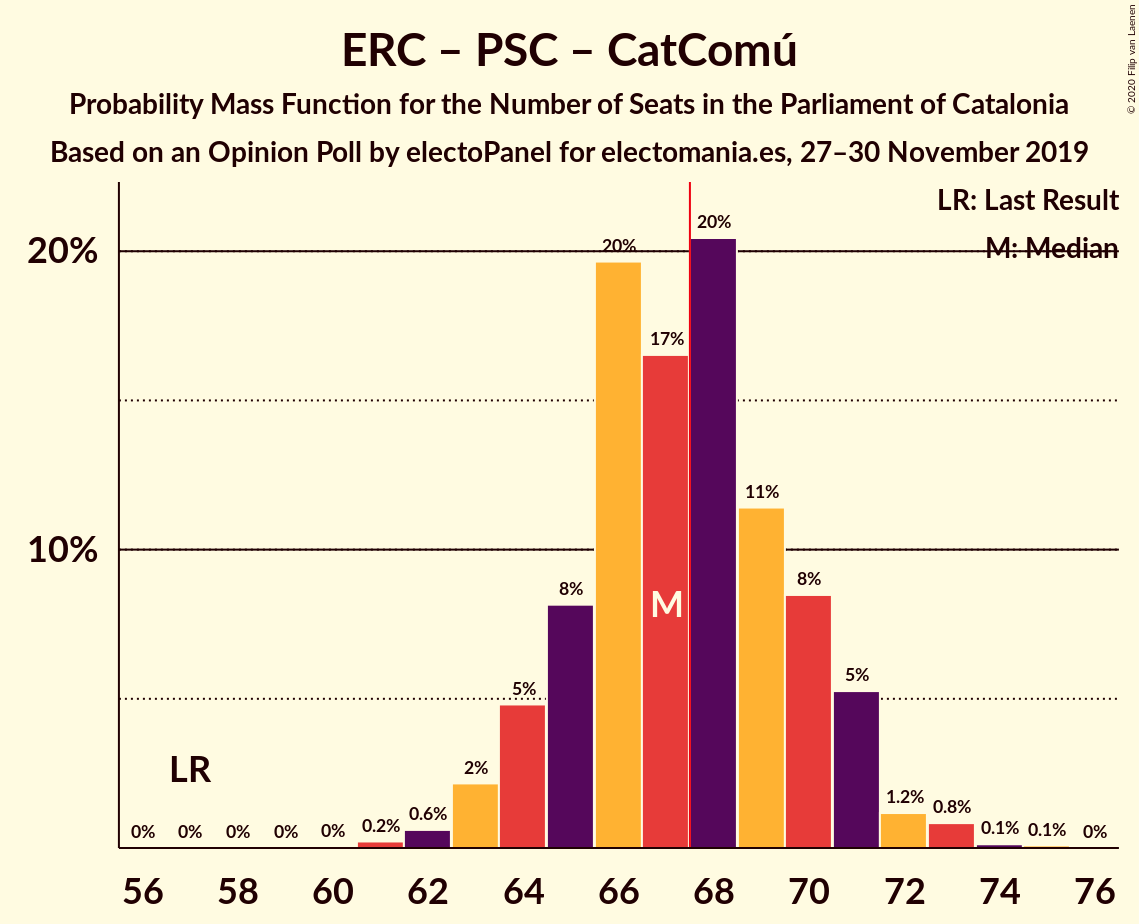 ERC – PSC – CatComú
Probability Mass Function for the Number of Seats in the Parliament of Catalonia
Based on an Opinion Poll by electoPanel for electomania.es, 27–30 November 2019
© 2020 Filip van Laenen
LR: Last Result
M: Median
20%
10%
0% 0% 0% 0% 0% 0.2% 0.6% 2% 5% 8% 20% 17% 20% 11% 8% 5% 1.2% 0.8% 0.1% 0.1% 0%
LR
M
56 58 60 62 64 66 68 70 72 74 76